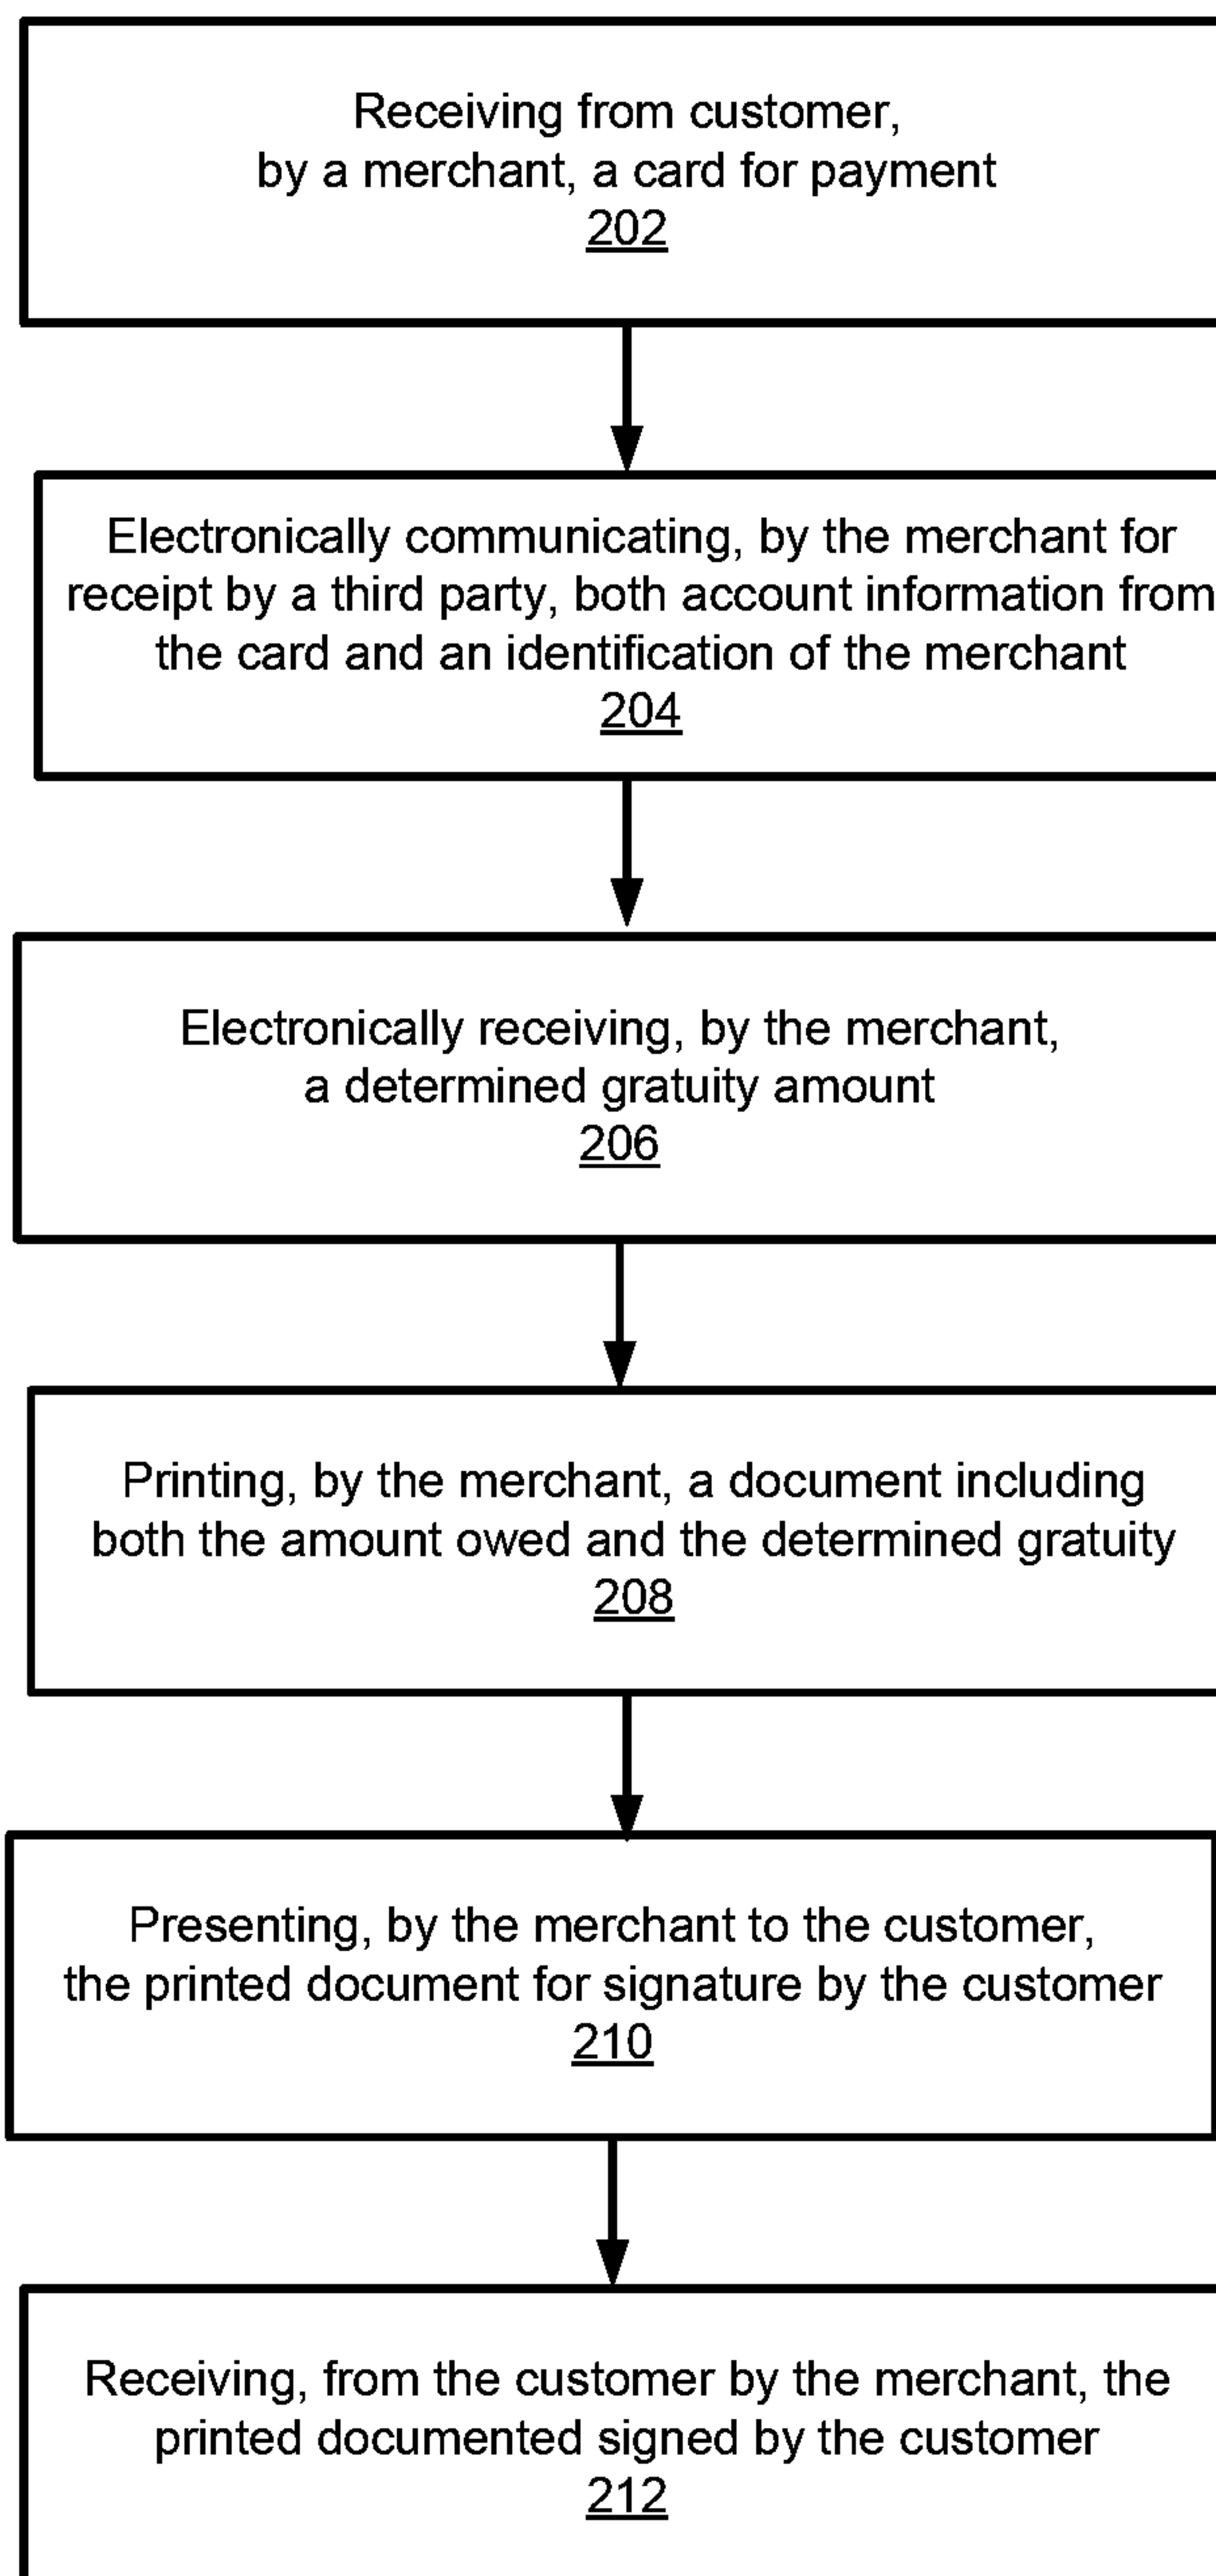 Receiving from customer,
by a merchant, a card for payment
202
Electronically communicating, by the merchant for
receipt by a third party, both account information from
the card and an identification of the merchant
204
Electronically receiving, by the merchant,
a determined gratuity amount
206
Printing, by the merchant, a document including
both the amount owed and the determined gratuity
208
Presenting, by the merchant to the customer,
the printed document for signature by the customer
210
Receiving, from the customer by the merchant, the
printed documented signed by the customer
212